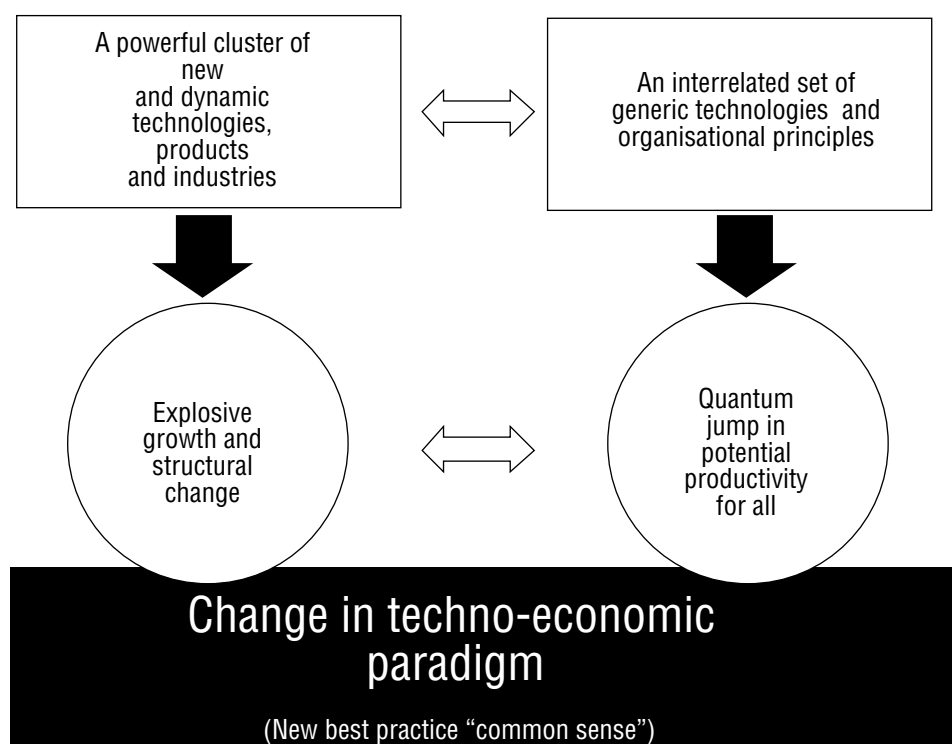 A powerful cluster of
new
and dynamic
technologies,
products
and industries
An interrelated set of
generic technologies and
organisational principles
Explosive
growth and
structural
change
Quantum
jump in
potential
productivity
for all
Change in techno-economic
paradigm
(New best practice “common sense”)